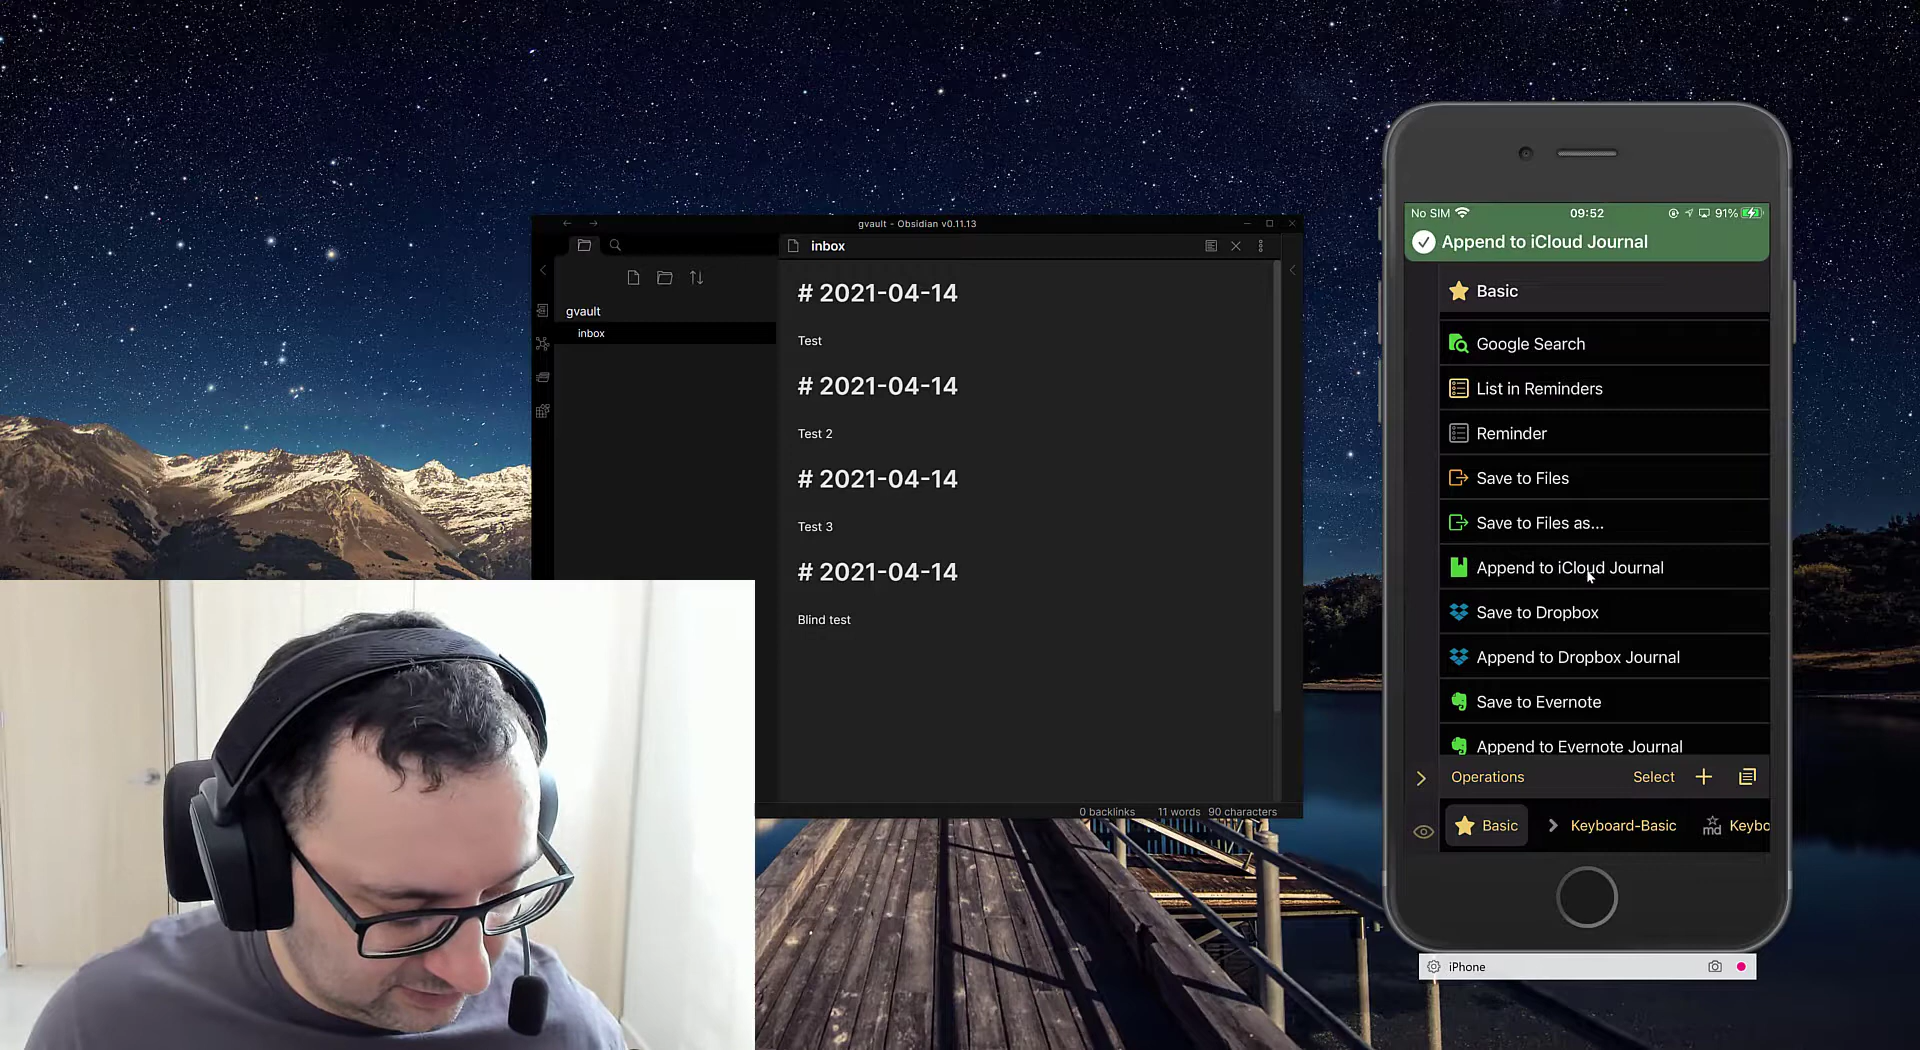 gvault - Obsidian v0.11.13
inbox
gvault
inbox
# 2021-04-14
Test
# 2021-04-14
Test 2
# 2021-04-14
Test 3
# 2021-04-14
Blind test
0 backlinks 11 words 90 characters
No SIM 09:52 91%
Append to iCloud Journal
Basic
Google Search
List in Reminders
Reminder
Save to Files
Save to Files as...
Append to iCloud Journal
Save to Dropbox
Append to Dropbox Journal
Save to Evernote
Append to Evernote Journal
Operations Select
Basic Keyboard-Basic md Keybo
iPhone